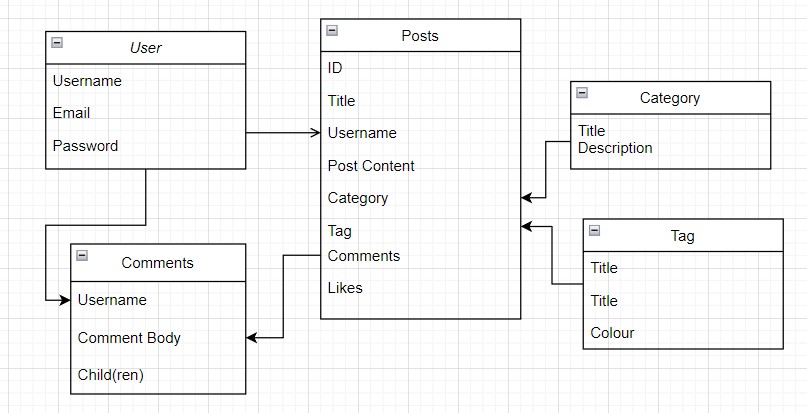 User
Username
Email
Password
Posts
ID
Title
Username
Post Content
Category
Tag
Comments
Likes
Category
Title
Description
Tag
Title
Title
Colour
Comments
Username
Comment Body
Child(ren)